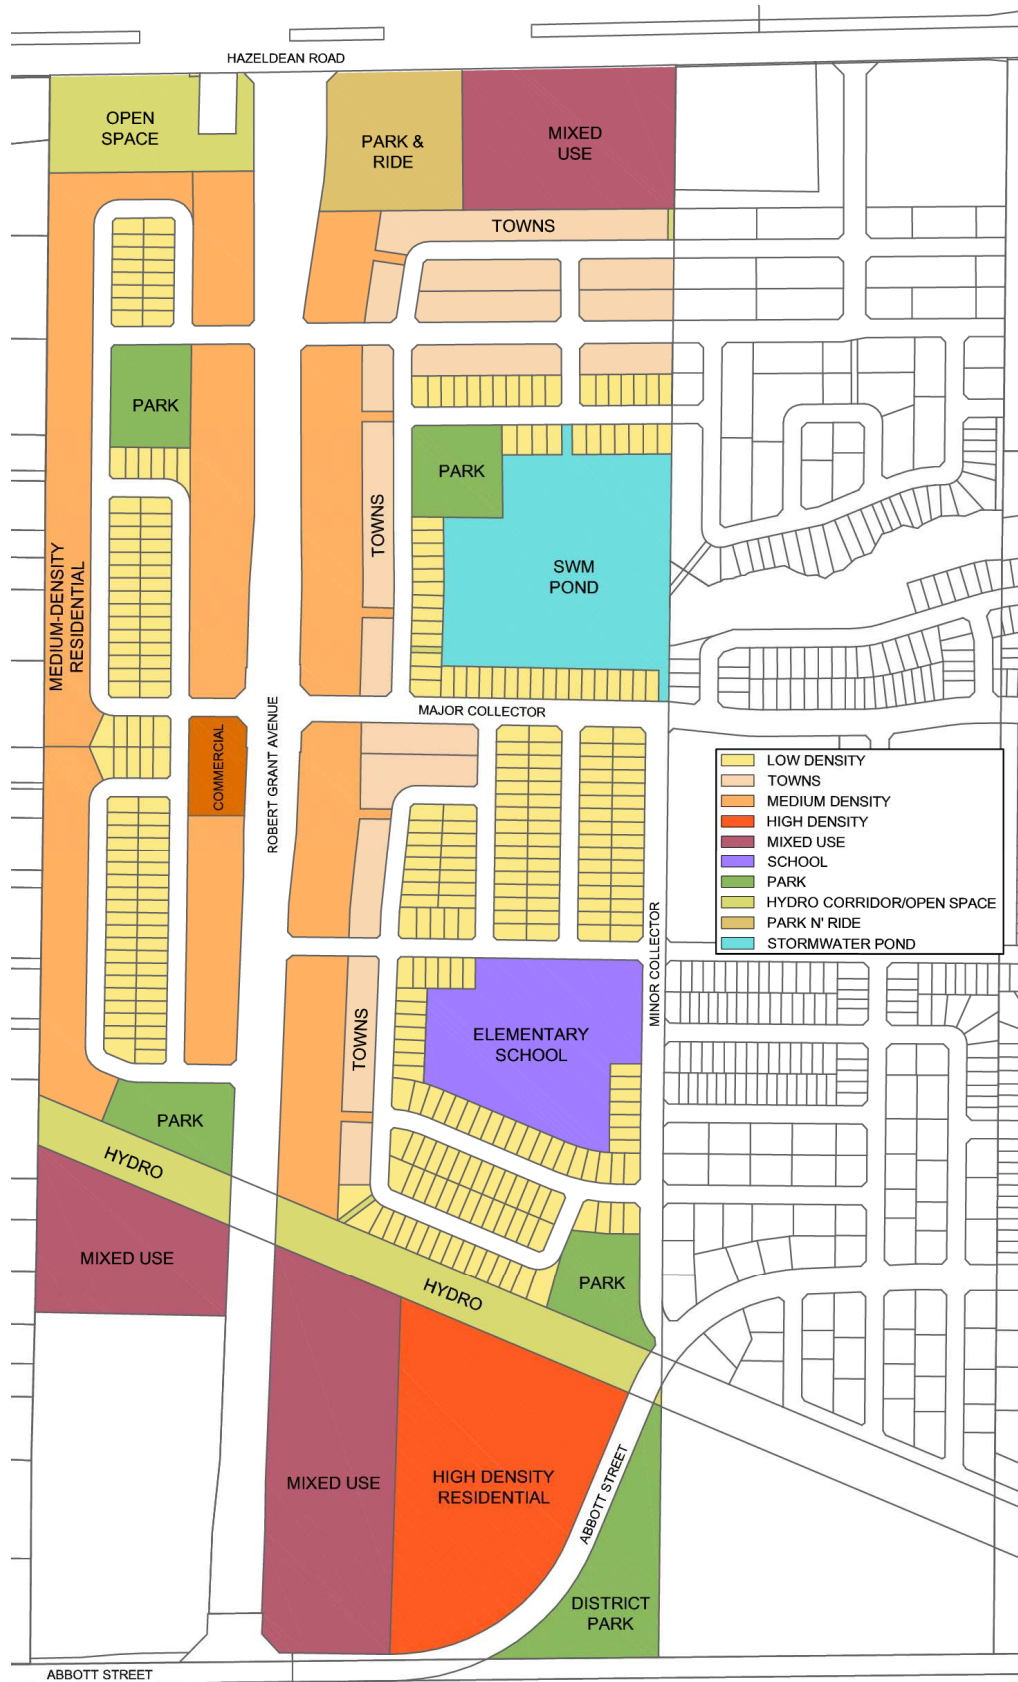 HAZELDEAN ROAD
OPEN
SPACE
PARK &
RIDE
MIXED
USE
TOWNS
PARK
PARK
TOWNS
SWM
POND
MEDIUM-DENSITY
RESIDENTIAL
MAJOR COLLECTOR
COMMERCIAL
ROBERT GRANT AVENUE
LOW DENSITY
TOWNS
MEDIUM DENSITY
HIGH DENSITY
MIXED USE
SCHOOL
PARK
HYDRO CORRIDOR/OPEN SPACE
PARK N' RIDE
STORMWATER POND
MINOR COLLECTOR
TOWNS
ELEMENTARY
SCHOOL
PARK
HYDRO
MIXED USE
HYDRO
PARK
MIXED USE
HIGH DENSITY
RESIDENTIAL
ABBOTT STREET
DISTRICT
PARK
ABBOTT STREET